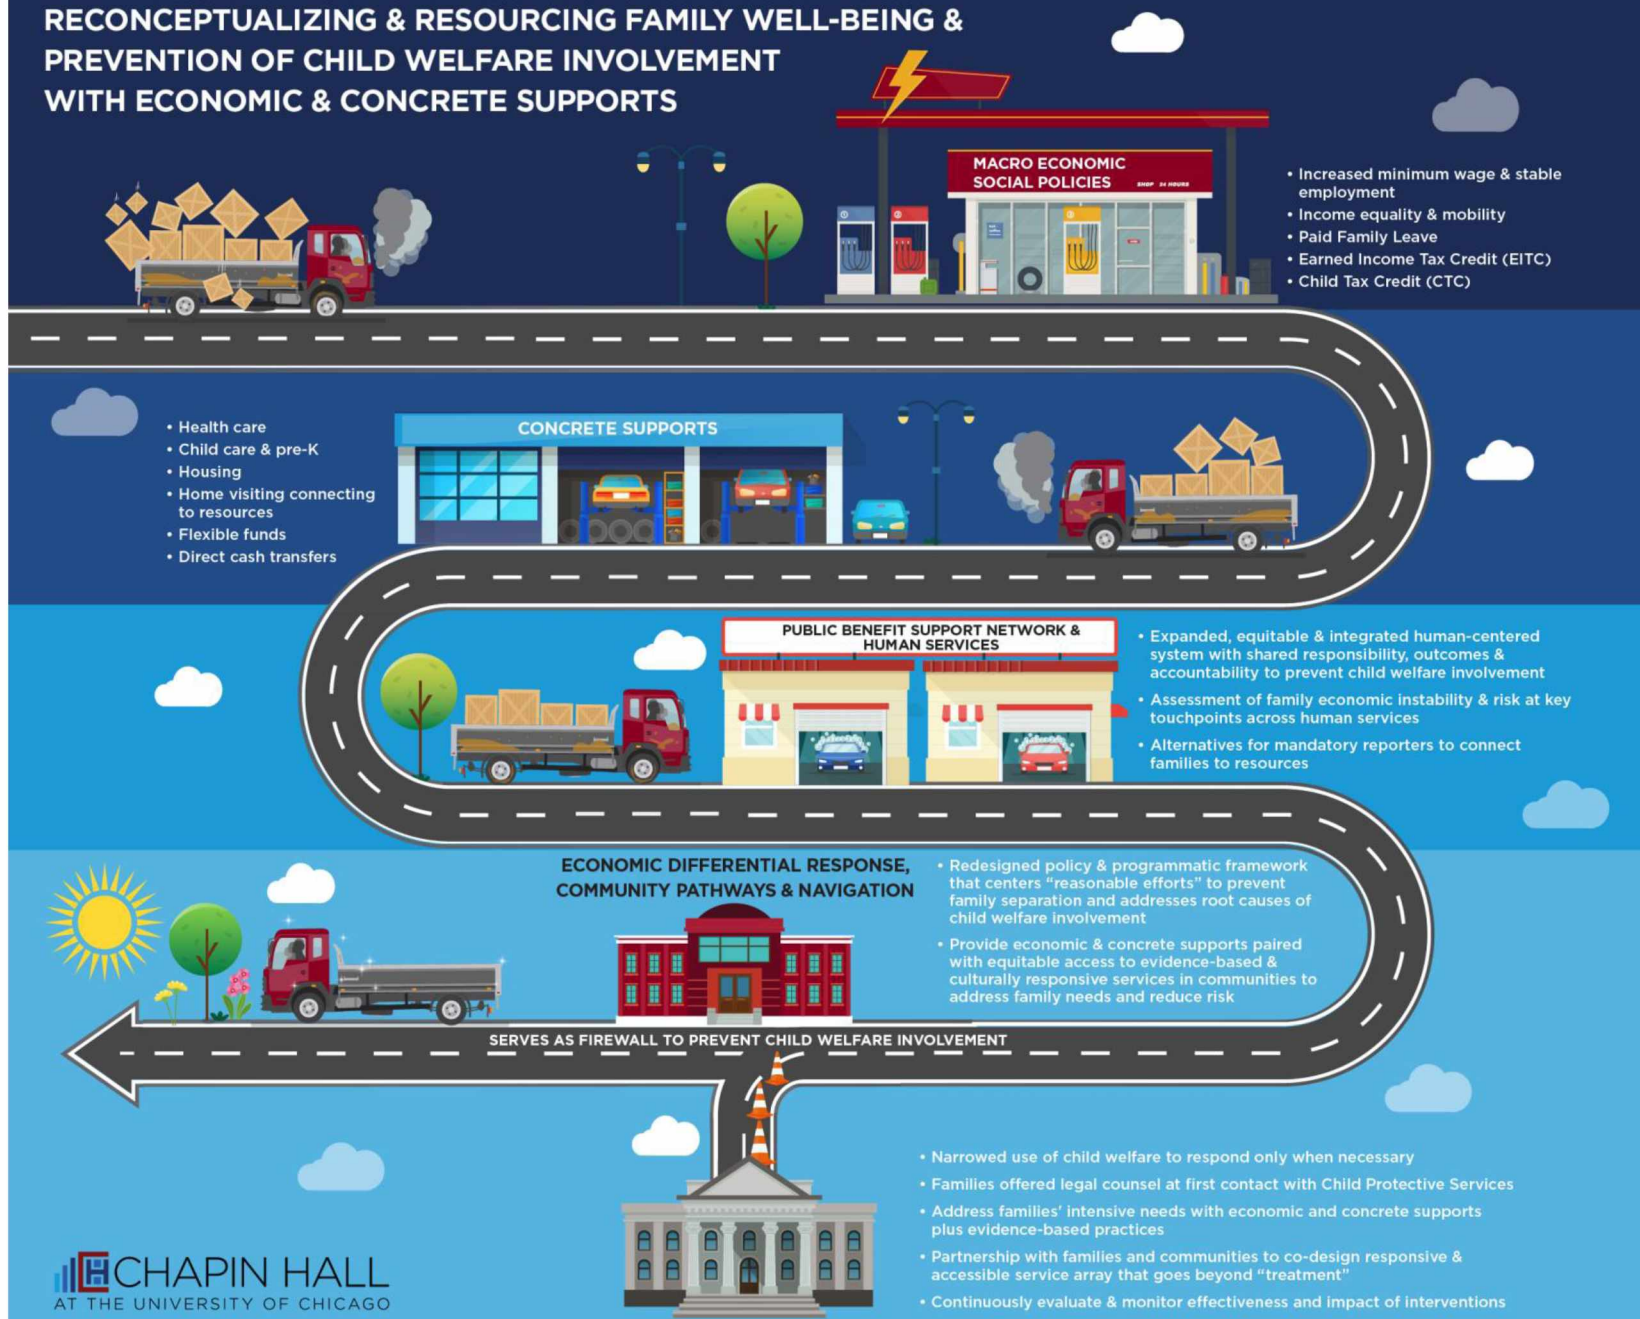 RECONCEPTUALIZING & RESOURCING FAMILY WELL-BEING &
PREVENTION OF CHILD WELFARE INVOLVEMENT
WITH ECONOMIC & CONCRETE SUPPORTS
MACRO ECONOMIC
SOCIAL POLICIES
SHOP 24 HOURS
• Increased minimum wage & stable
employment
• Income equality & mobility
• Paid Family Leave
• Earned Income Tax Credit (EITC)
• Child Tax Credit (CTC)
• Health care
• Child care & pre-K
• Housing
• Home visiting connecting
to resources
• Flexible funds
• Direct cash transfers
CONCRETE SUPPORTS
PUBLIC BENEFIT SUPPORT NETWORK &
HUMAN SERVICES
• Expanded, equitable & integrated human-centered
system with shared responsibility, outcomes &
accountability to prevent child welfare involvement
• Assessment of family economic instability & risk at key
touchpoints across human services
• Alternatives for mandatory reporters to connect
families to resources
ECONOMIC DIFFERENTIAL RESPONSE,
COMMUNITY PATHWAYS & NAVIGATION
• Redesigned policy & programmatic framework
that centers “reasonable efforts” to prevent
family separation and addresses root causes of
child welfare involvement
• Provide economic & concrete supports paired
with equitable access to evidence-based &
culturally responsive services in communities to
address family needs and reduce risk
SERVES AS FIREWALL TO PREVENT CHILD WELFARE INVOLVEMENT
• Narrowed use of child welfare to respond only when necessary
• Families offered legal counsel at first contact with Child Protective Services
• Address families’ intensive needs with economic and concrete supports
plus evidence-based practices
• Partnership with families and communities to co-design responsive &
accessible service array that goes beyond “treatment”
• Continuously evaluate & monitor effectiveness and impact of interventions
CHAPIN HALL
AT THE UNIVERSITY OF CHICAGO